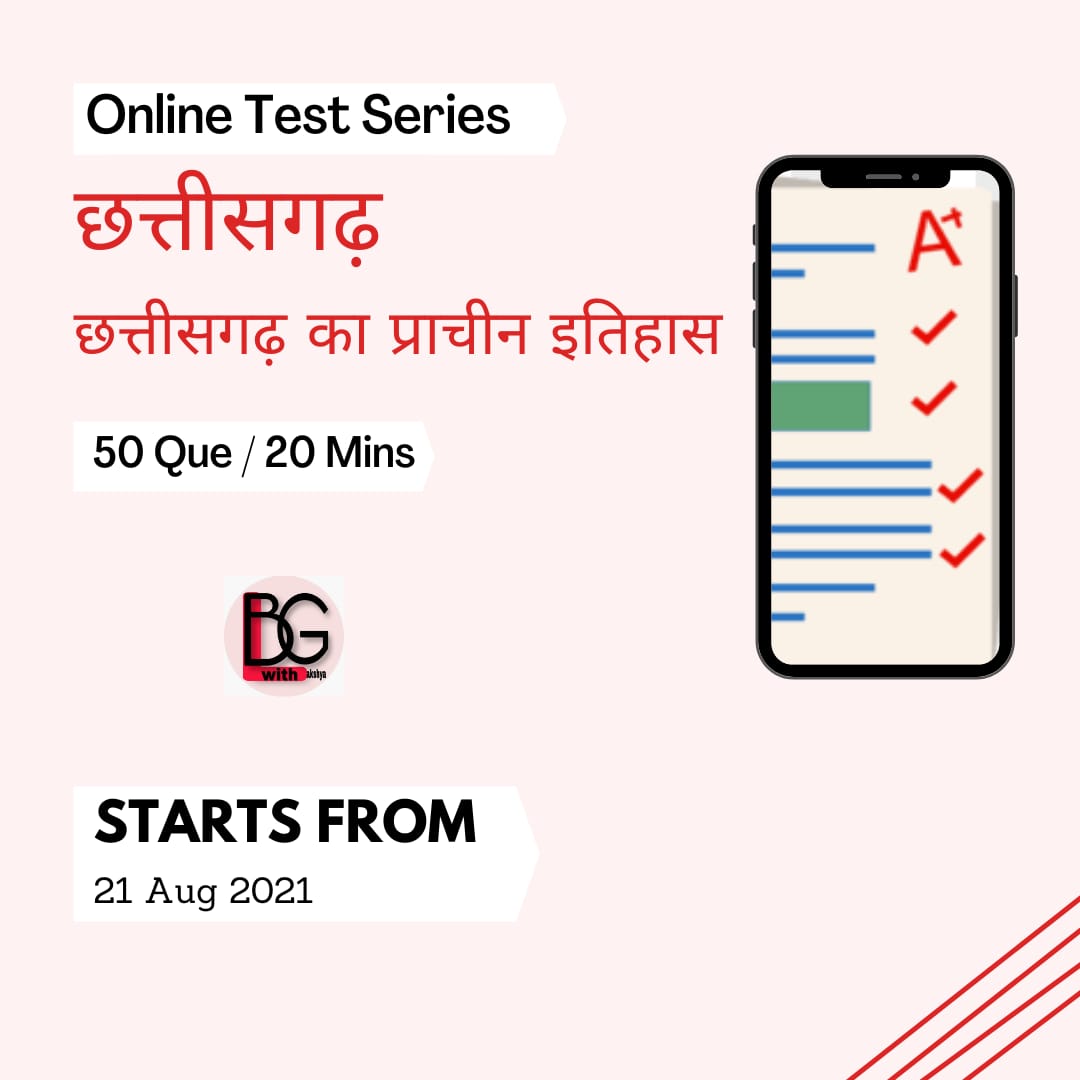 Online Test Series
छत्तीसगढ़
छत्तीसगढ़ का प्राचीन इतिहास
50 Que / 20 Mins
BG
with
STARTS FROM
21 Aug 2021
A+